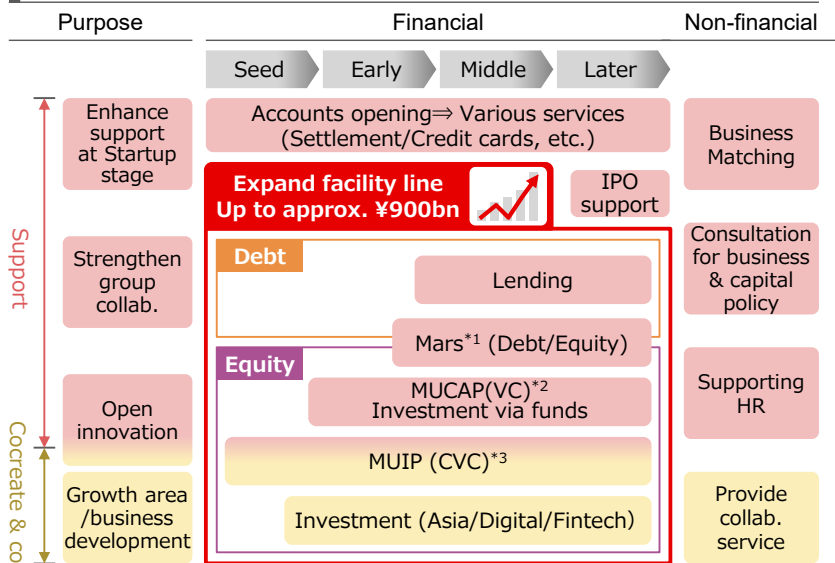 Purpose
Financial
Non-financial
Seed
Early
Middle
Later
Support
Cocreate & co
Enhance
support
at Startup
stage
Strengthen
group
collab.
Open
innovation
Growth area
/business
development
Accounts opening⇒ Various services
(Settlement/Credit cards, etc.)
Expand facility line
Up to approx. ¥900bn
IPO
support
Debt
Lending
Mars*1 (Debt/Equity)
Equity
MUCAP(VC)*2
Investment via funds
MUIP (CVC)*3
Investment (Asia/Digital/Fintech)
Business
Matching
Consultation
for business
& capital
policy
Supporting
HR
Provide
collab.
service